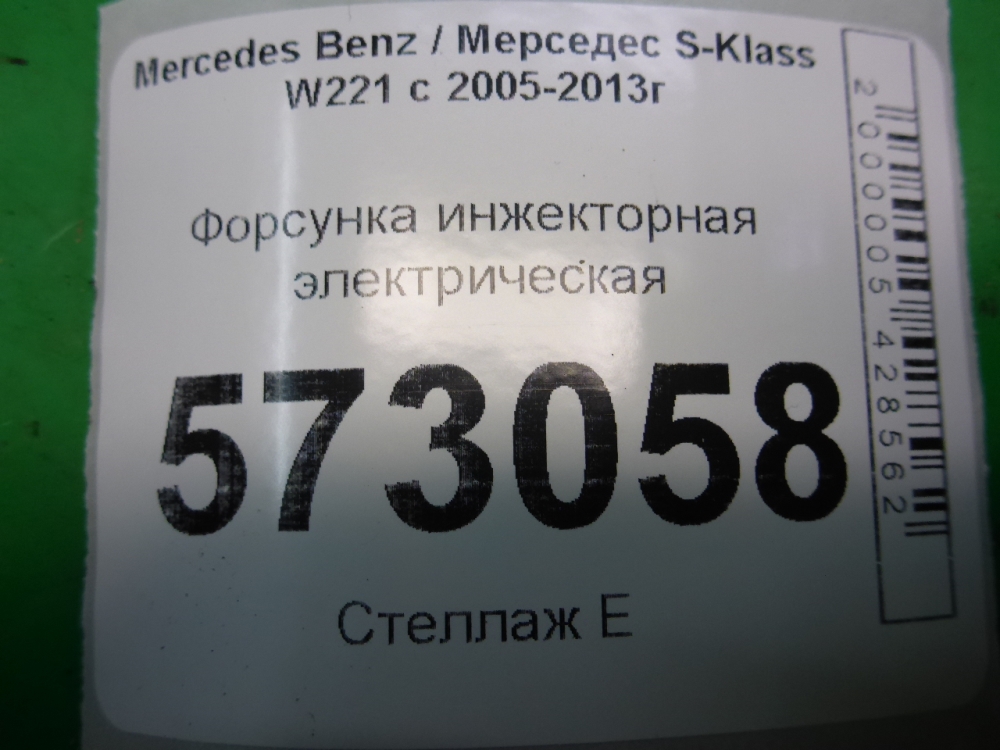 Mercedes Benz / Мерседес S-Klass
W221 с 2005-2013г
Форсунка инжекторная
электрическая
573058
Стеллаж Е
2000005428562